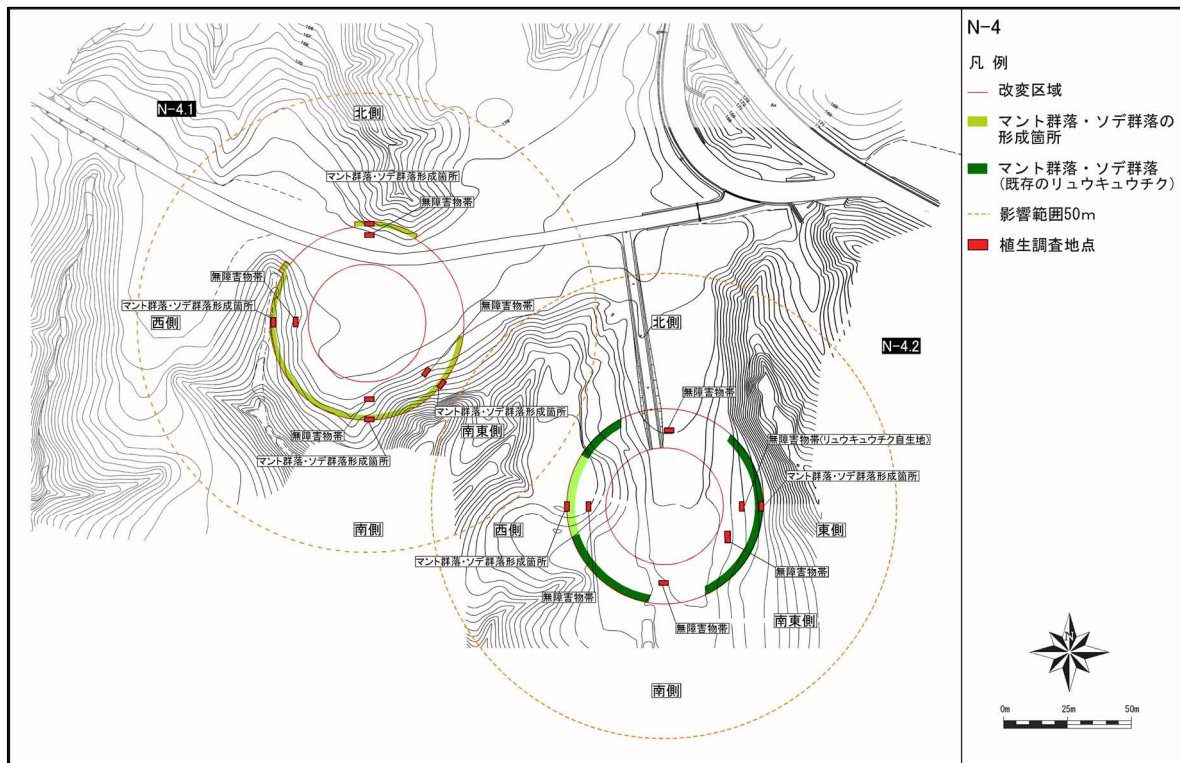 N-4.1
北側
マント群落・ソデ群落形成箇所
無障害物帯
無障害物帯
マント群落・ソデ群落形成箇所
西側
無障害物帯
北側
N-4.2
無障害物帯
マント群落・ソデ群落形成箇所
無障害物帯
南東側
マント群落・ソデ群落形成箇所
無障害物帯(リュウキュウチク自生地)
マント群落・ソデ群落形成箇所
南側
西側
東側
マント群落・ソデ群落形成箇所
無障害物帯
無障害物帯
無障害物帯
南東側
南側
N-4
凡 例
改変区域
マント群落・ソデ群落の
形成箇所
マント群落・ソデ群落
(既存のリュウキュウチク)
影響範囲50m
植生調査地点
N
0m 25m 50m